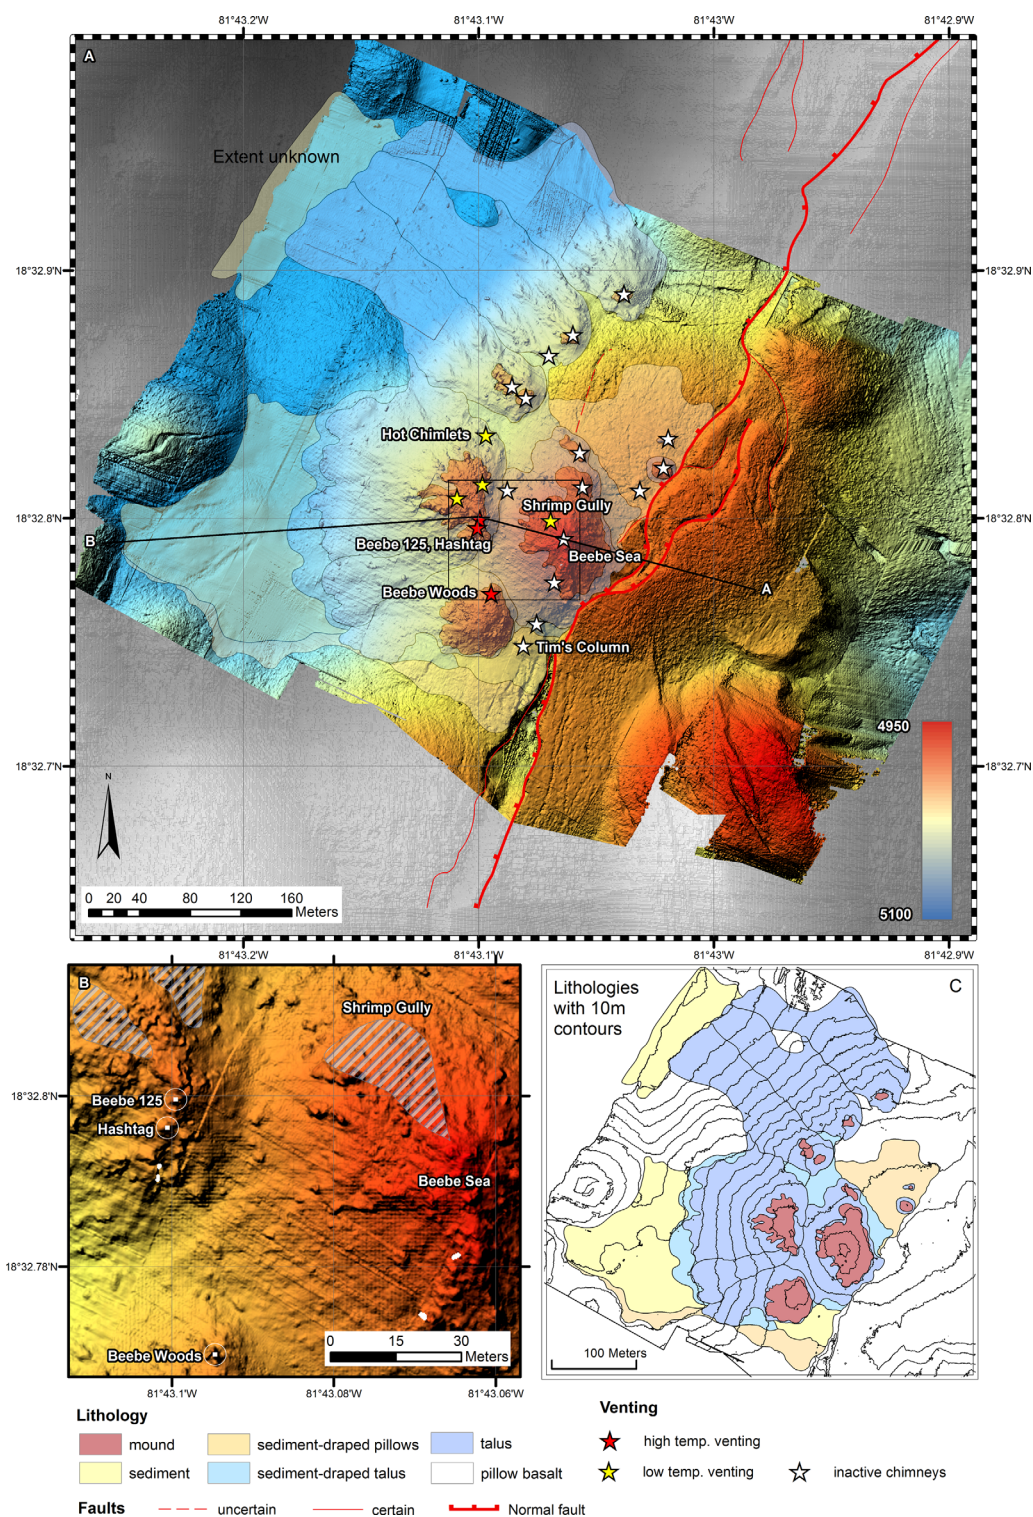 81°43.2'W
81°43.1'W
81°43'W
81°42.9'W
A
Extent unknown
18°32.9'N
18°32.9'N
Hot Chimlets
Shrimp Gully
18°32.8'N
18°32.8'N
B
Beebe 125, Hashtag
Beebe Sea
Beebe Woods
A
Tim's Column
4950
18°32.7'N
18°32.7'N
N
0 20 40 80 120 160
Meters
5100
81°43.2'W
81°43.1'W
81°43'W
81°42.9'W
B
Shrimp Gully
18°32.8'N
Beebe 125
Hashtag
Beebe Sea
18°32.78'N
0 15 30
Meters
Beebe Woods
81°43.1'W
81°43.08'W
81°43.06'W
Lithologies
with 10m
contours
C
100 Meters
Lithology
mound
sediment-draped pillows
talus
sediment
sediment-draped talus
pillow basalt
Venting
high temp. venting
low temp. venting
inactive chimneys
Faults
uncertain
certain
Normal fault